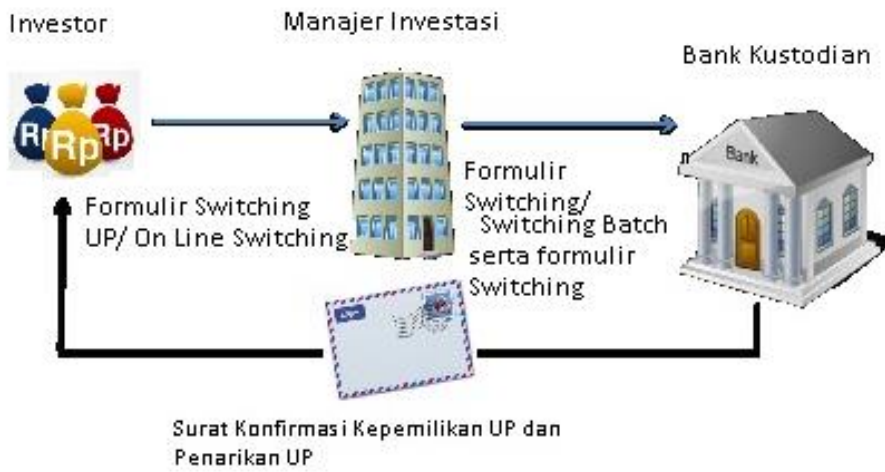 Investor
Manajer Investasi
Bank Kustodian
Rp Rp Rp
Bank
Formulir Switching
UP/ On Line Switching
Formulir
Switching/
Switching Batch
serta formulir
Switching
Surat Konfirmasi Kepemilikan UP dan
Penarikan UP